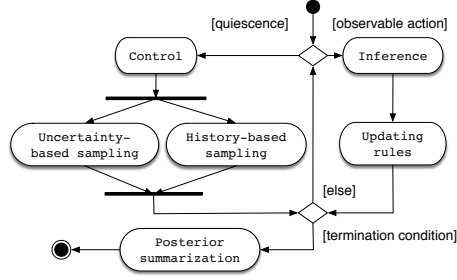 [quiescence]
[observable action]
Control
Inference
Uncertainty-
based sampling
History-based
sampling
Updating
rules
[else]
[termination condition]
Posterior
summarization